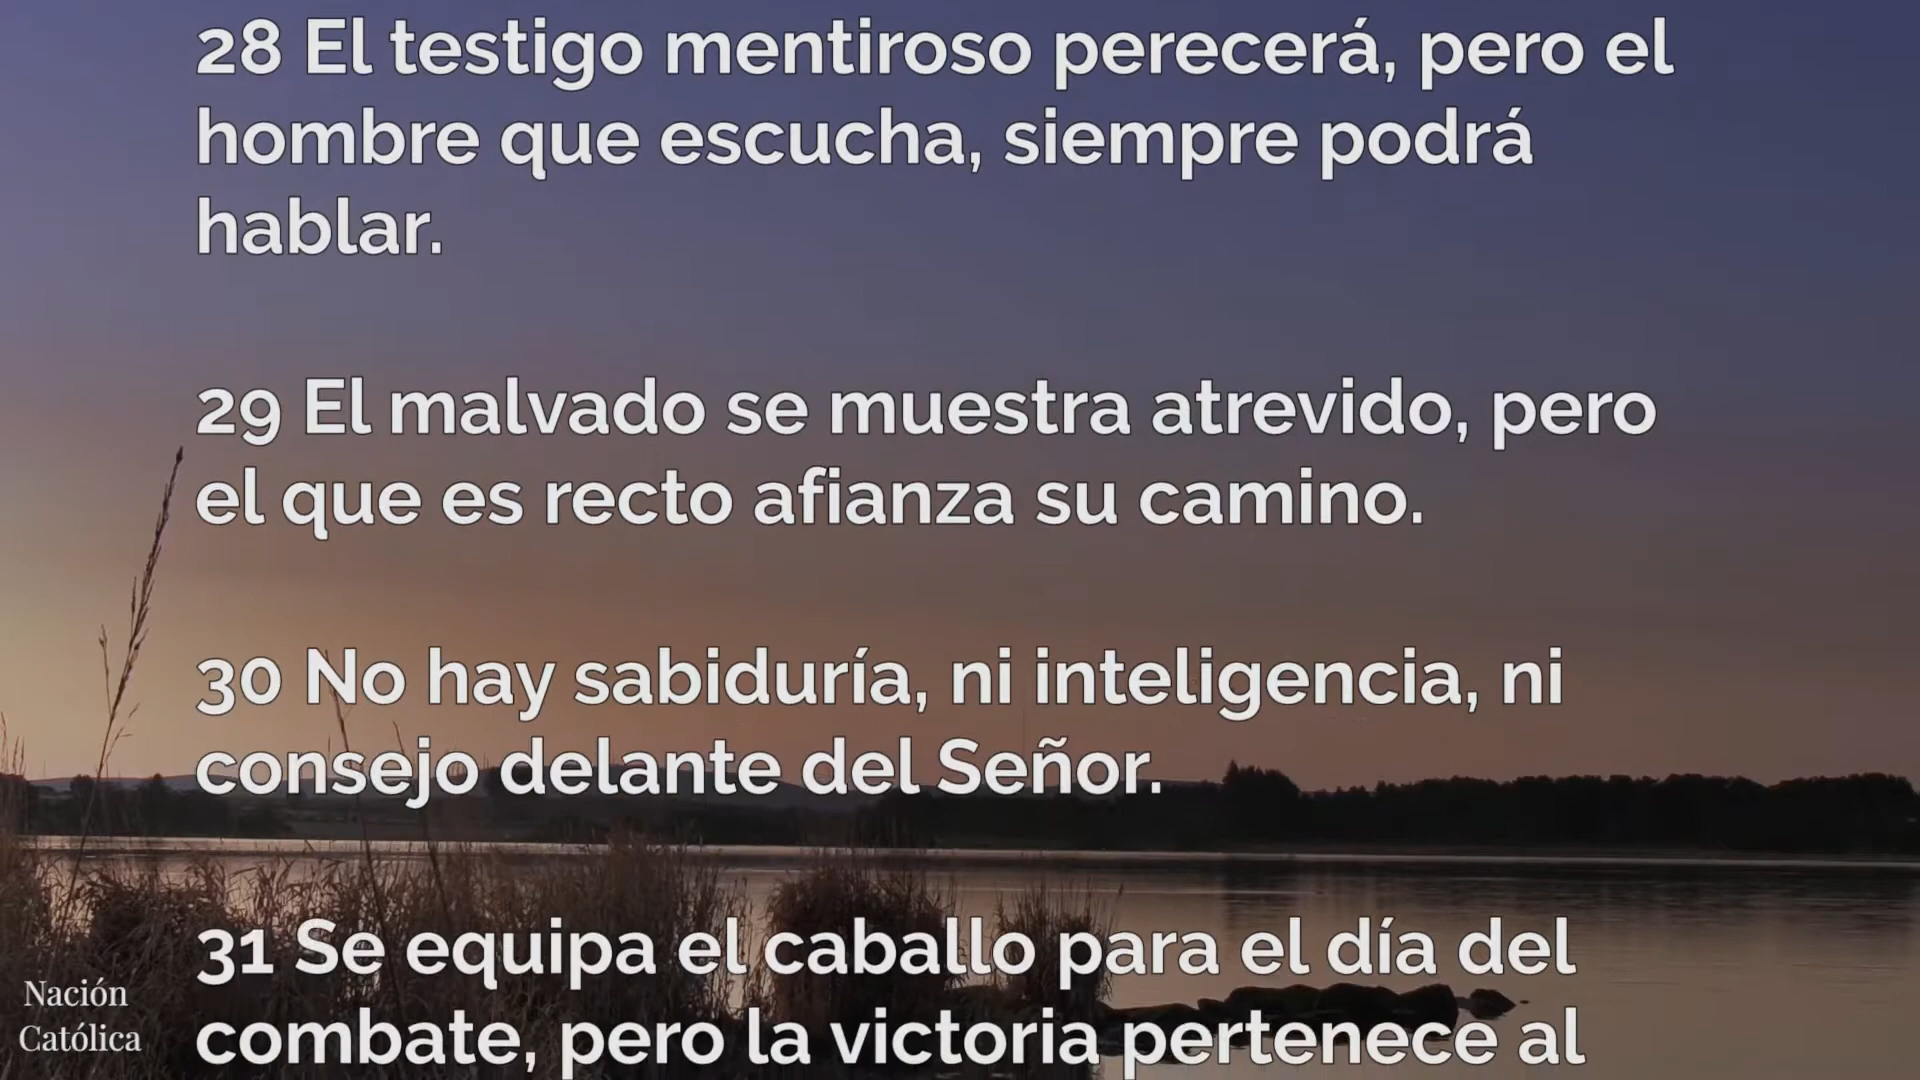 28 El testigo mentiroso perecerá, pero el
hombre que escucha, siempre podrá
hablar.
29 El malvado se muestra atrevido, pero
el que es recto afianza su camino.
30 No hay sabiduría, ni inteligencia, ni
consejo delante del Señor.
31 Se equipa el caballo para el día del
combate, pero la victoria pertenece al
Nación
Católica